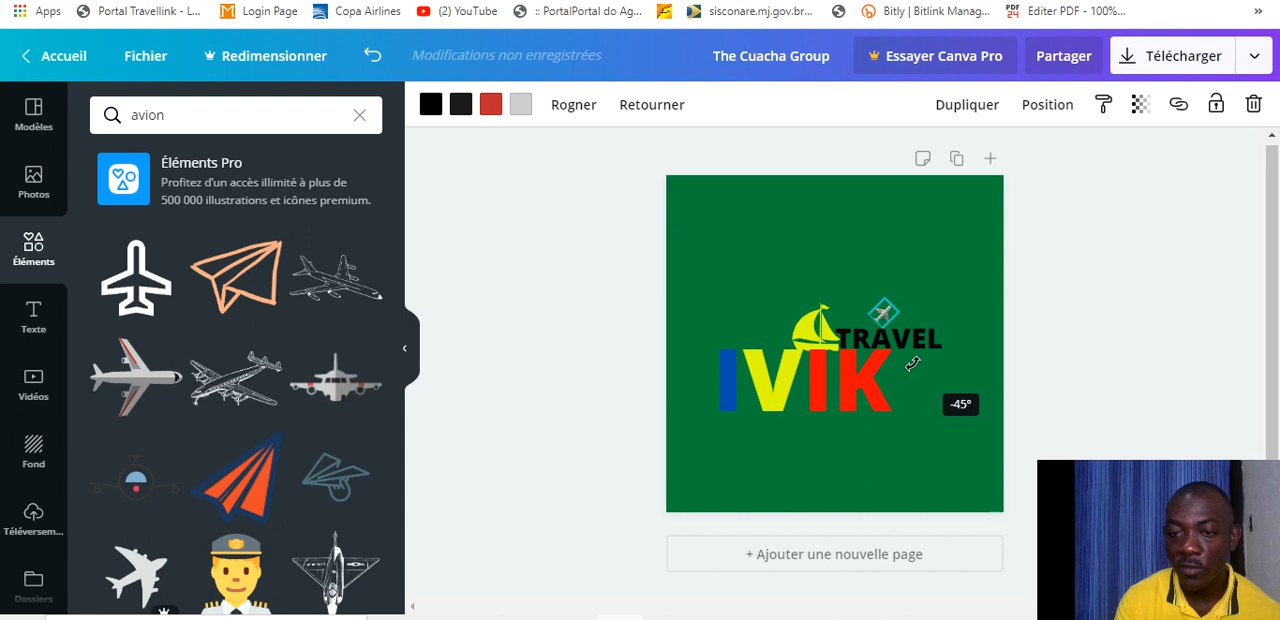 Apps Portal Travellink - L... Login Page Copa Airlines (2) YouTube :: PortalPortal do Ag... sisconare.mj.gov.br... Bitly | Bitlink Manag... PDF 24 Editer PDF - 100%... »
Accueil Fichier Redimensionner Modifications non enregistrées The Cuacha Group Essayer Canva Pro Partager Télécharger
Modèles
Photos
Éléments
Texte
Vidéos
Fond
Téléversem...
Dossiers
avion
Éléments Pro
Profitez d'un accès illimité à plus de
500 000 illustrations et icônes premium.
Rogner Retourner Dupliquer Position
TRAVEL
IVIK
-45°
+ Ajouter une nouvelle page